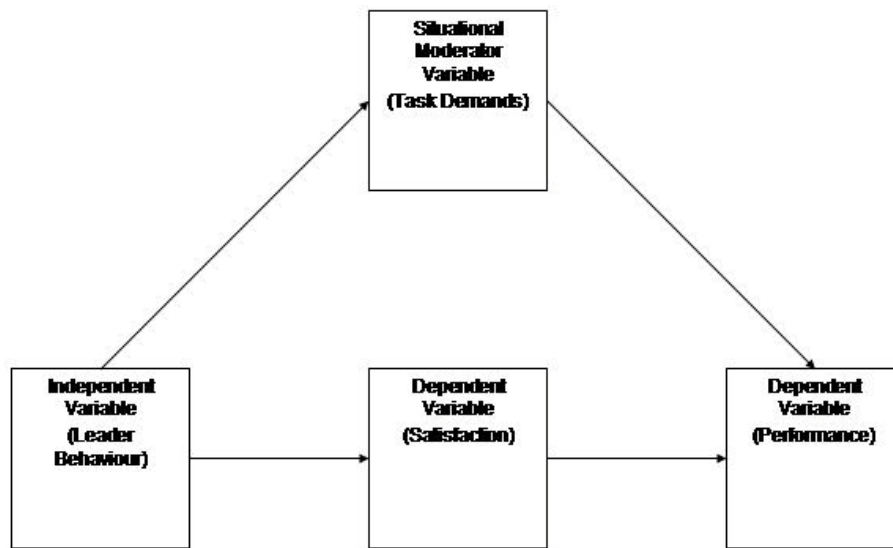 Situational
Moderator
Variable
(Task Demands)
Independent
Variable
(Leader
Behaviour)
Dependent
Variable
(Satisfaction)
Dependent
Variable
(Performance)